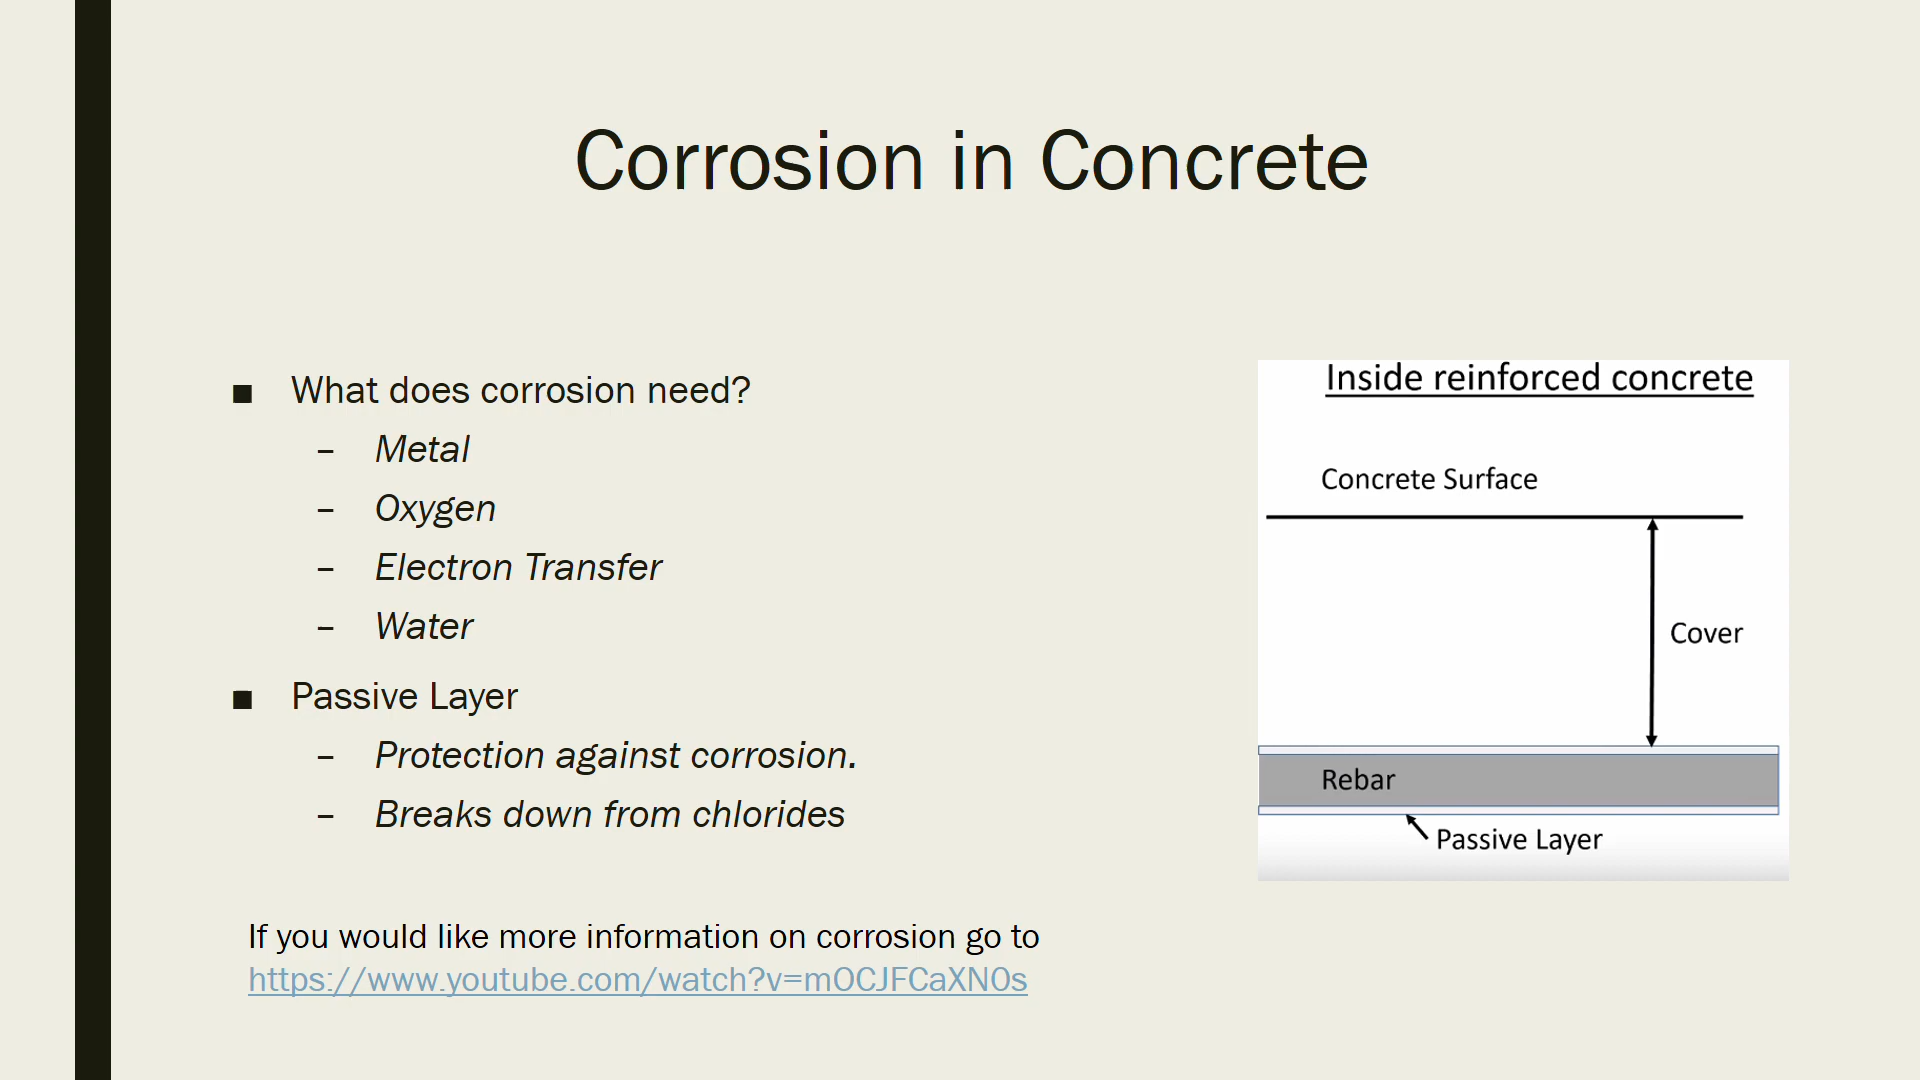 Corrosion in Concrete
■ What does corrosion need?
– Metal
– Oxygen
– Electron Transfer
– Water
■ Passive Layer
– Protection against corrosion.
– Breaks down from chlorides
If you would like more information on corrosion go to
https://www.youtube.com/watch?v=mOCJFCaXN0s
Inside reinforced concrete
Concrete Surface
Cover
Rebar
Passive Layer